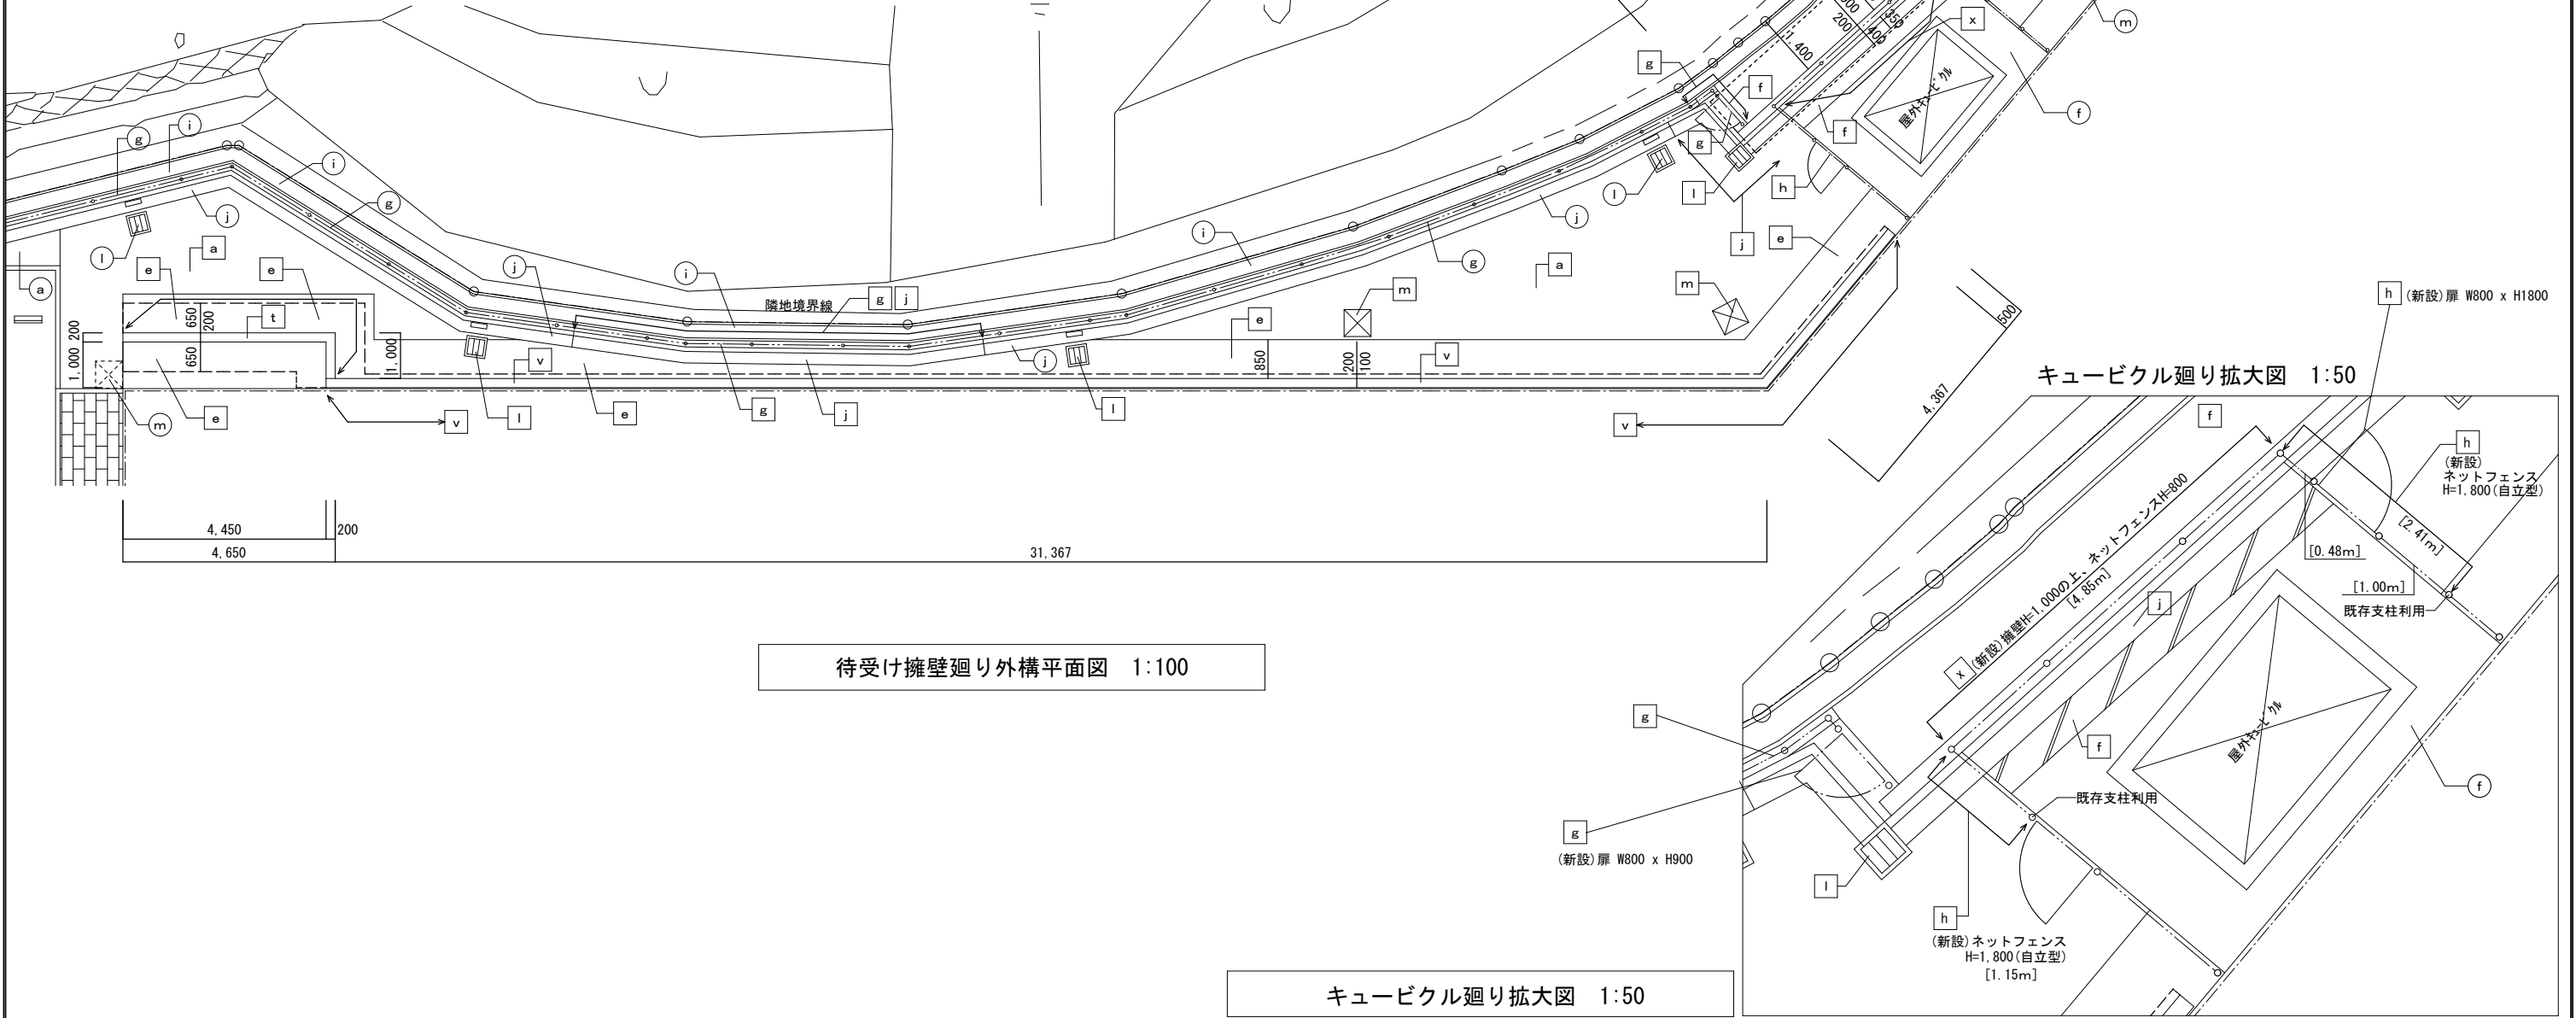 g
i
i
g
j
l
a
e
e
a
t
650
200
650
1,000 200
1,000
m
e
v
j
i
隣地境界線
g j
l
v
e
g
j
j
l
i
e
850
m
200
100
v
g
j
a
l
g
f
g
l
j
h
f
x
200
350
400
1,400
屋外キュービクル
m
f
e
m
v
500
4,367
4,450
200
4,650
31,367
待受け擁壁廻り外構平面図 1:100
キュービクル廻り拡大図 1:50
h (新設)扉 W800 x H1800
f
h
(新設)
ネットフェンス
H=1,800(自立型)
[2.41m]
[0.48m]
[1.00m]
既存支柱利用
x (新設)擁壁H=1,000の上、ネットフェンスH=800
[4.85m]
j
f
屋外キュービクル
f
g
g
(新設)扉 W800 x H900
l
既存支柱利用
h
(新設)ネットフェンス
H=1,800(自立型)
[1.15m]
キュービクル廻り拡大図 1:50